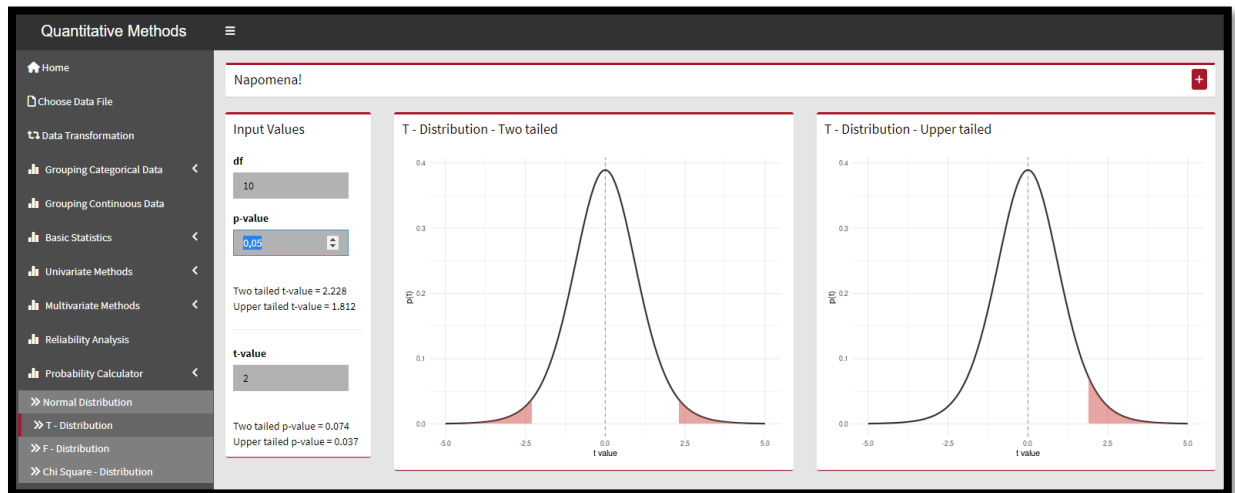 Quantitative Methods
Home
Choose Data File
Data Transformation
Grouping Categorical Data
Grouping Continuous Data
Basic Statistics
Univariate Methods
Multivariate Methods
Reliability Analysis
Probability Calculator
Normal Distribution
T - Distribution
F - Distribution
Chi Square - Distribution
Napomena!
+
Input Values
df
10
p-value
0,05
Two tailed t-value = 2.228
Upper tailed t-value = 1.812
t-value
2
Two tailed p-value = 0.074
Upper tailed p-value = 0.037
T - Distribution - Two tailed
0.4
0.3
0.2
0.1
0.0
p(t)
-5.0 -2.5 0.0 2.5 5.0
t value
T - Distribution - Upper tailed
0.4
0.3
0.2
0.1
0.0
p(t)
-5.0 -2.5 0.0 2.5 5.0
t value